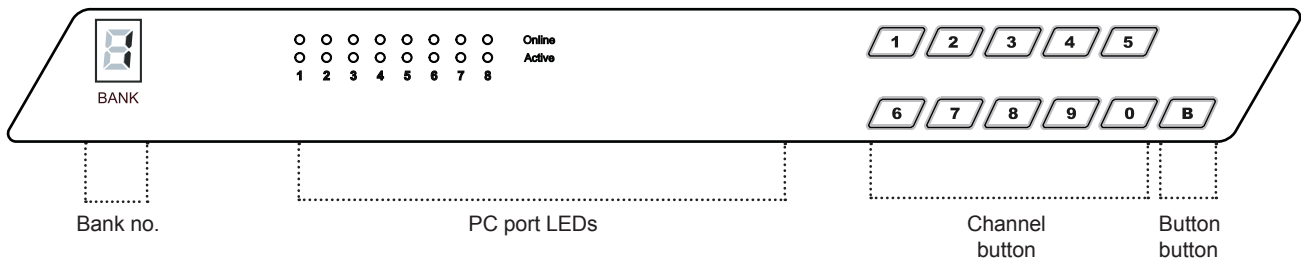 1
BANK
Online
Active
1 2 3 4 5 6 7 8
1 2 3 4 5
6 7 8 9 0 B
Bank no.
PC port LEDs
Channel
button
Button
button